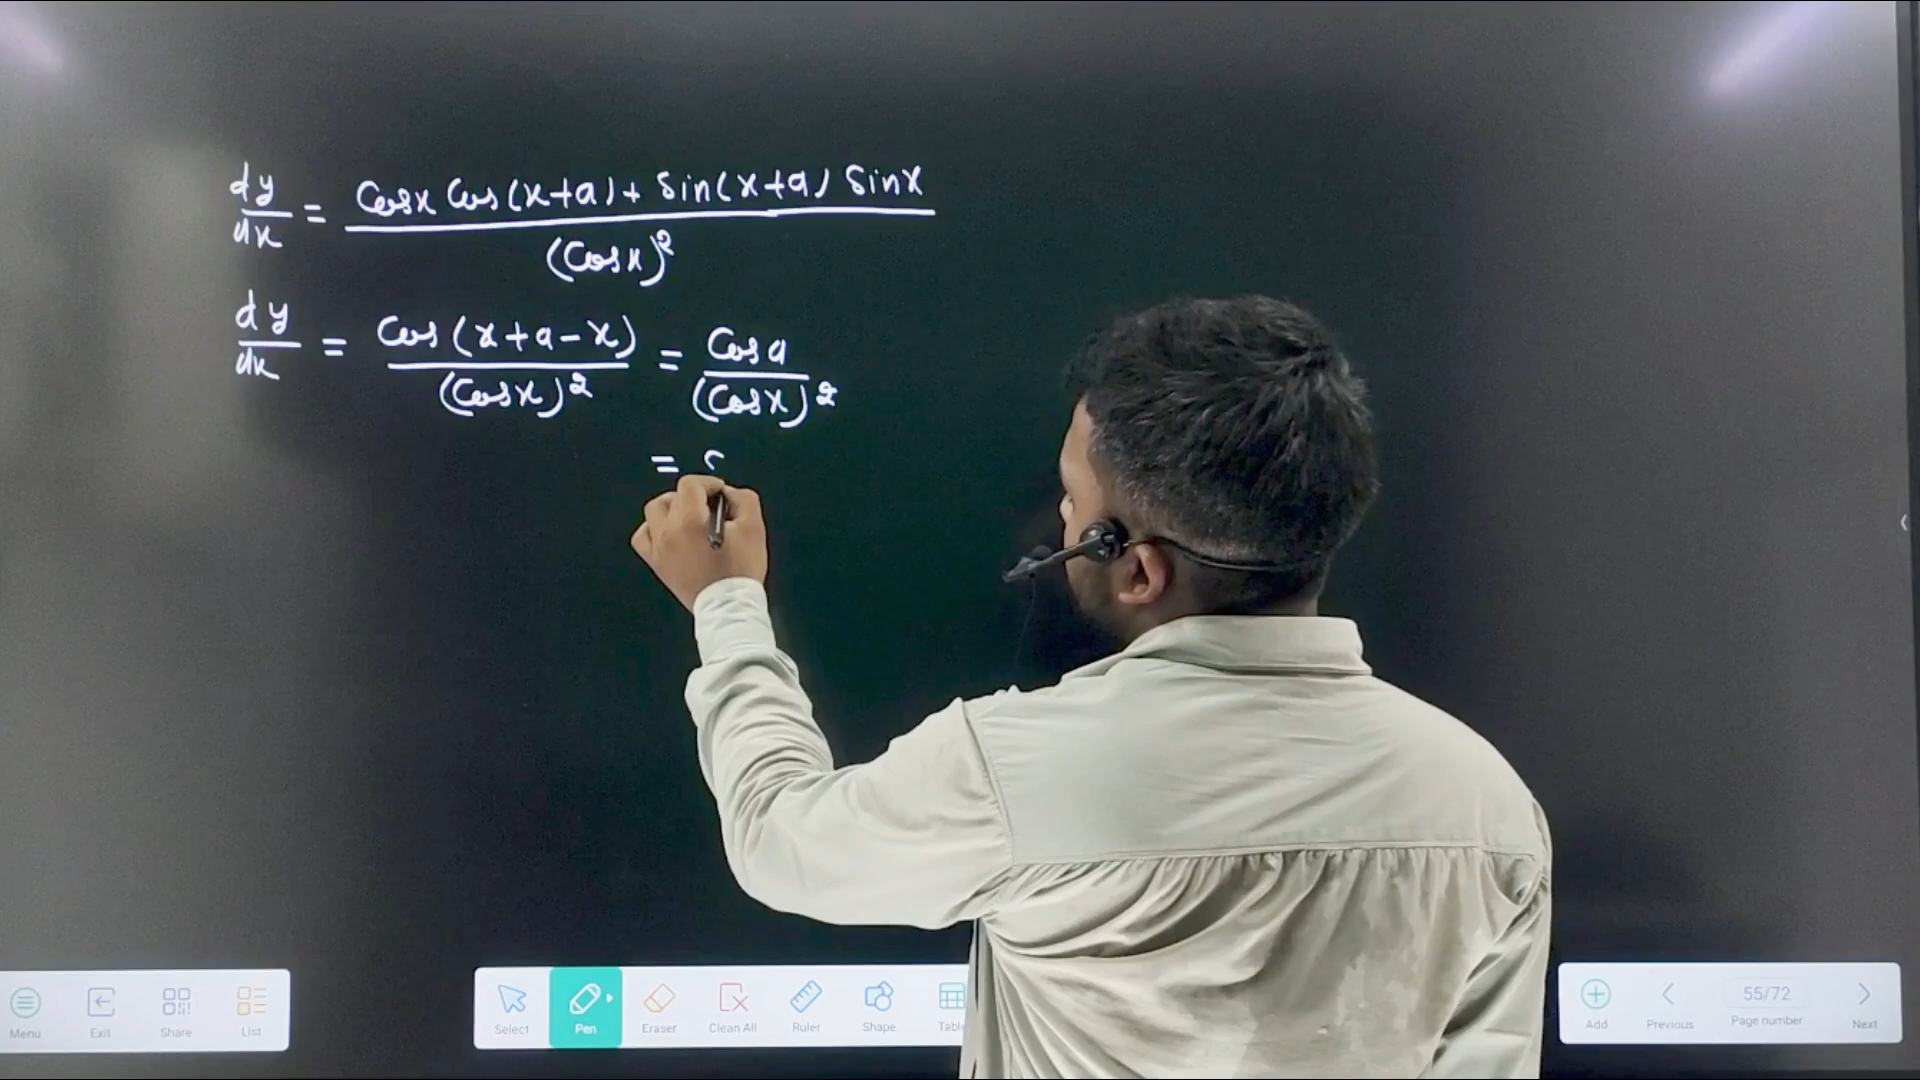 dy/dx = (Cosx Cos(x+a) + Sin(x+a) Sinx)/(Cosx)²
dy/dx = Cos(x+a-x)/(Cosx)² = Cosa/(Cosx)²
=
Menu Exit Share List
Select Pen Eraser Clean All Ruler Shape
Add Previous 55/72 Page number Next